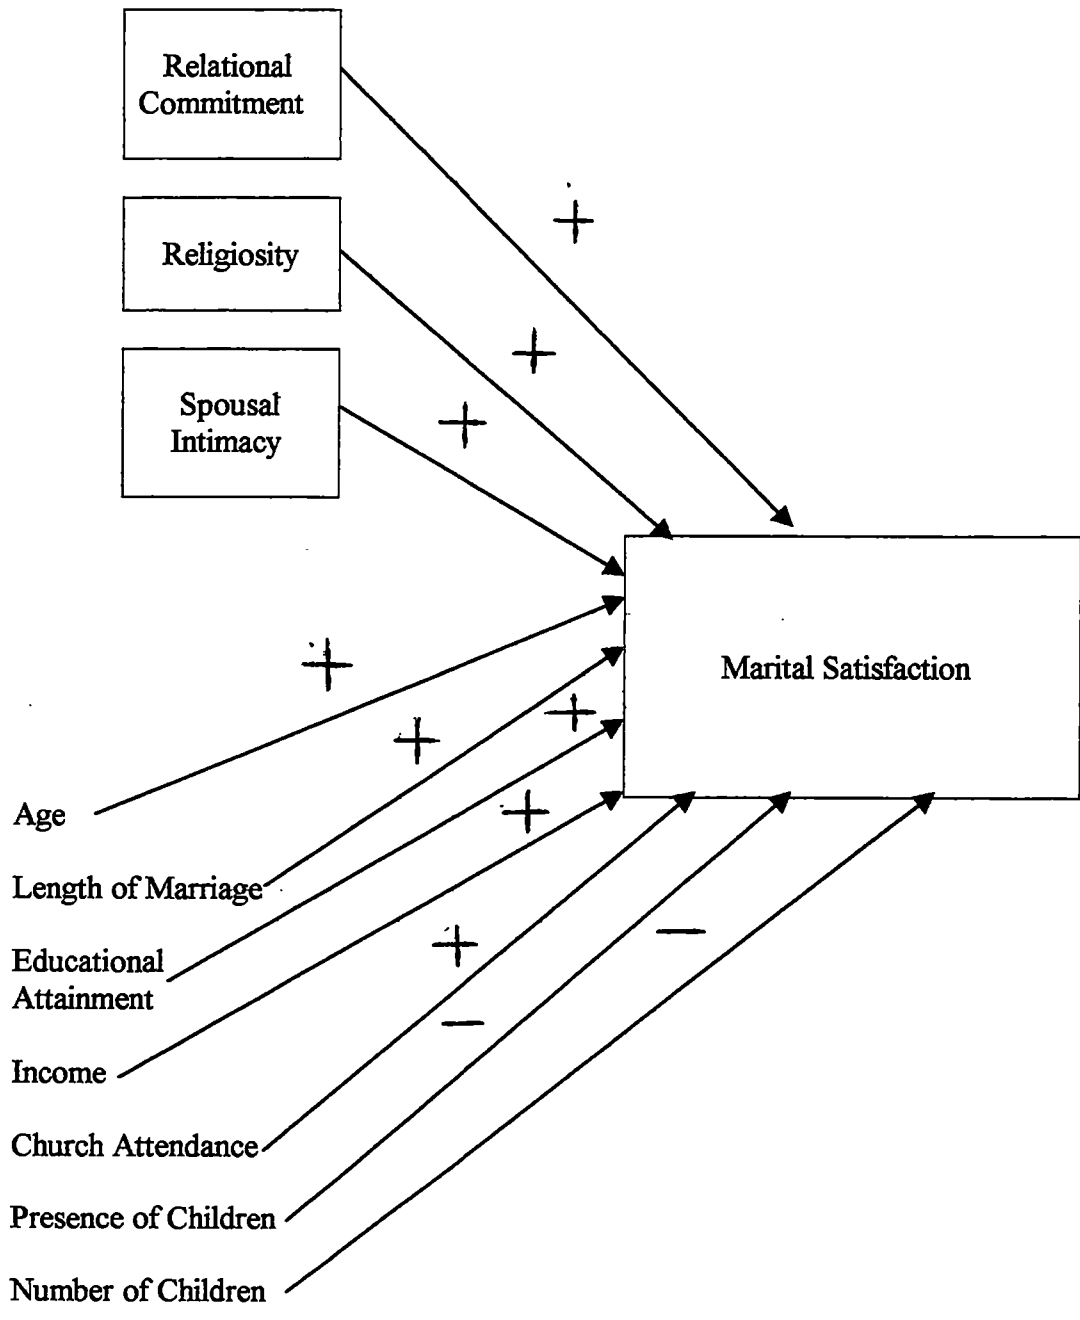 Relational
Commitment
+
Religiosity
+
Spousal
Intimacy
+
Marital Satisfaction
+
Age
+
Length of Marriage
+
Educational
Attainment
+
Income
+
Church Attendance
−
Presence of Children
−
Number of Children